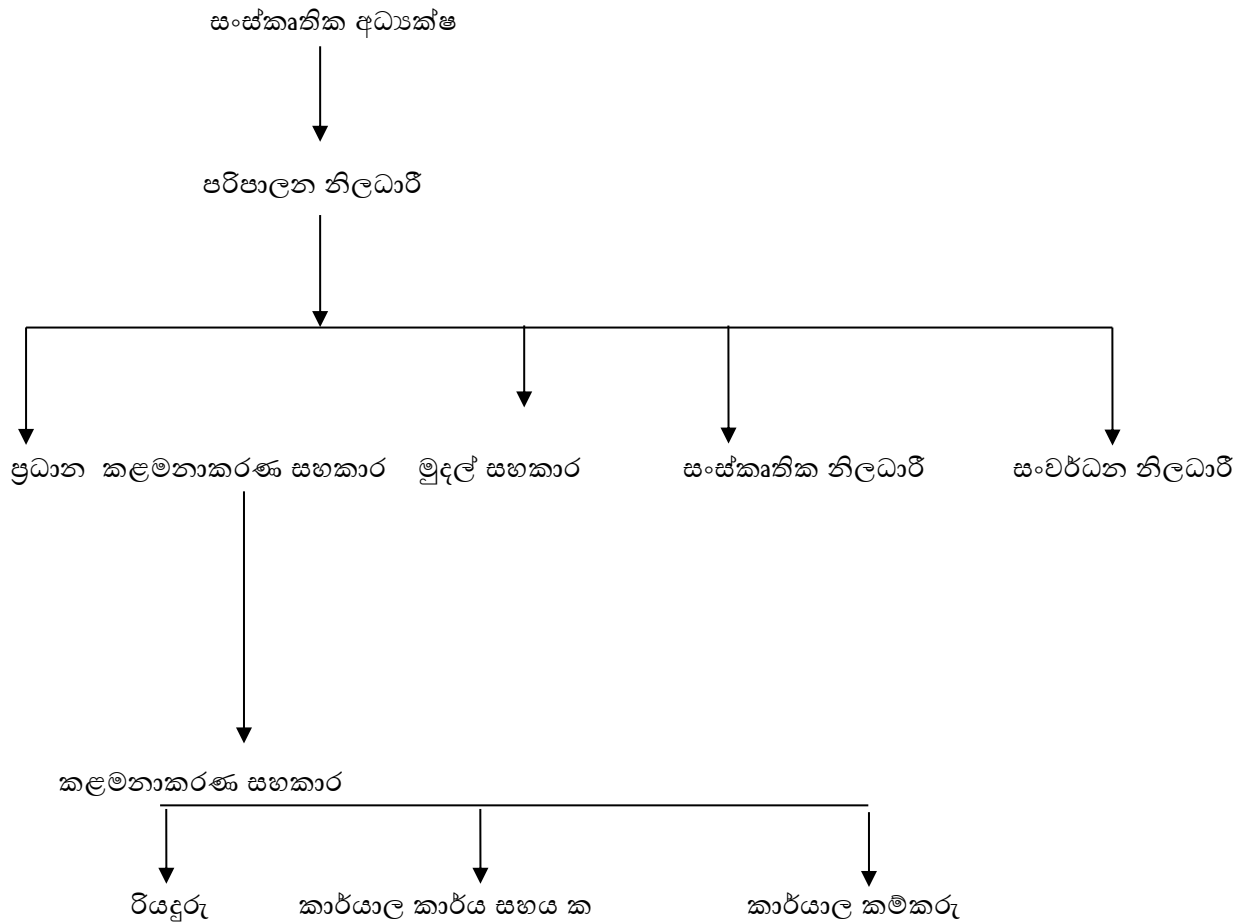 සංස්කෘතික අධ්‍යක්ෂ
පරිපාලන නිලධාරී
ප්‍රධාන  කළමනාකරණ සහකාර    මුදල් සහකාර    සංස්කෘතික නිලධාරී    සංවර්ධන නිලධාරී
කළමනාකරණ සහකාර
රියදුරු    කාර්යාල කාර්ය සහය ක    කාර්යාල කම්කරු